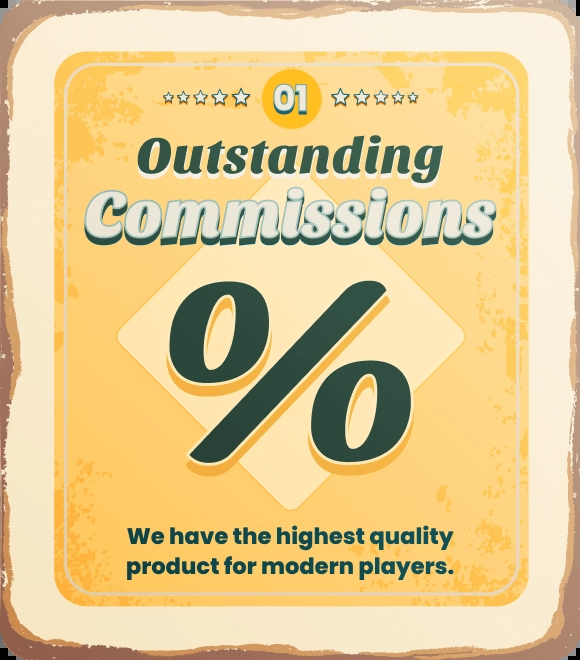 01
Outstanding
Commissions
%
We have the highest quality
product for modern players.